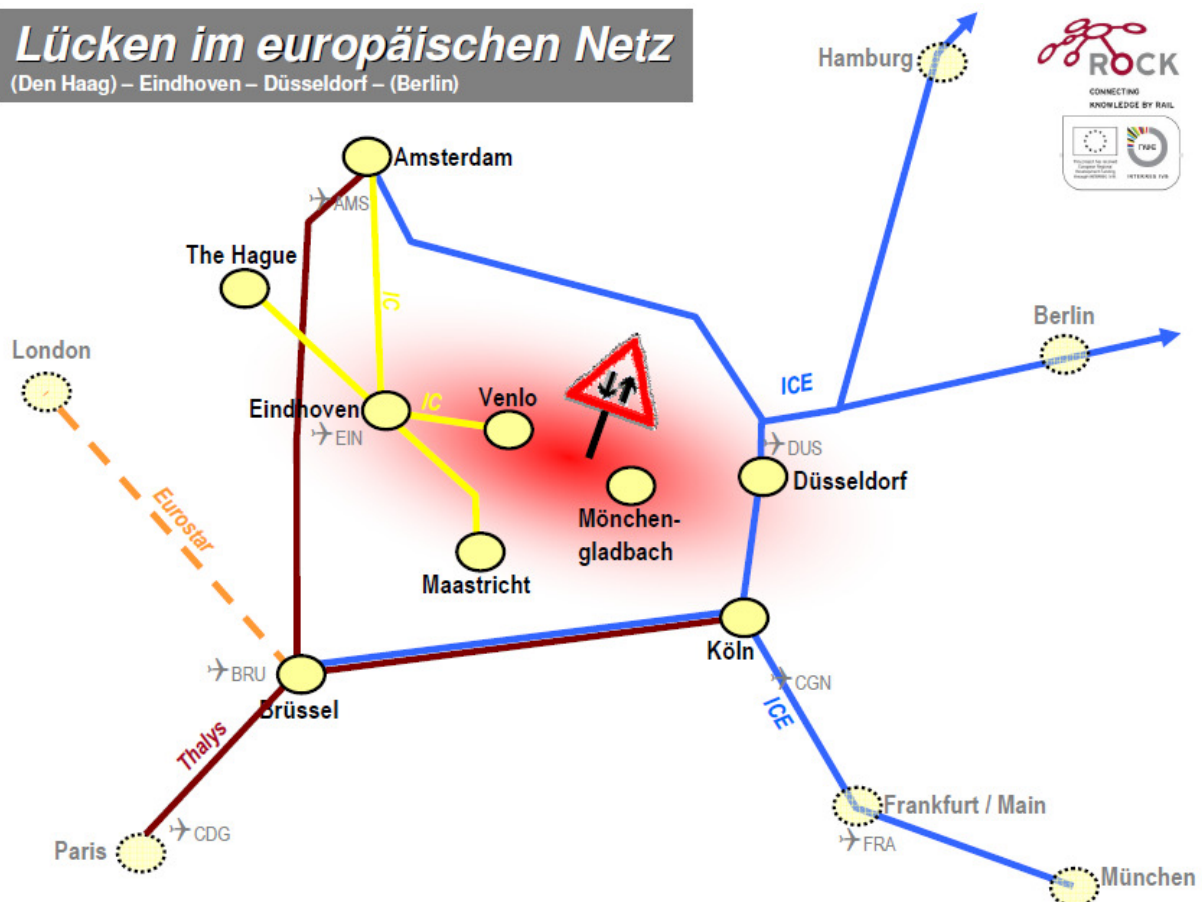 Lücken im europäischen Netz
(Den Haag) – Eindhoven – Düsseldorf – (Berlin)
Hamburg
ROCK
CONNECTING
KNOWLEDGE BY RAIL
INTERREG IVB
Amsterdam
AMS
The Hague
IC
London
Berlin
ICE
Eindhoven
IC
Venlo
EIN
DUS
Düsseldorf
Eurostar
Mönchen-
gladbach
Maastricht
Köln
BRU
CGN
Brüssel
ICE
Thalys
Frankfurt / Main
CDG
FRA
Paris
München